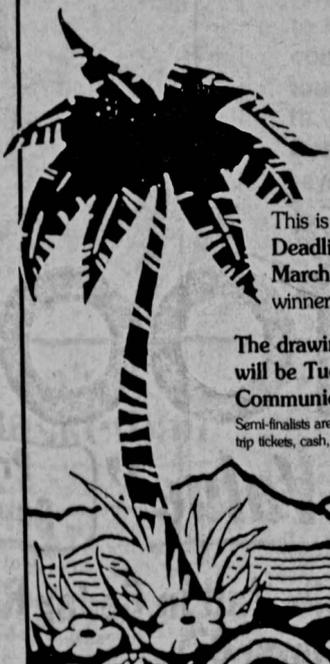 This is
Deadli
March
winner
The drawin
will be Tu
Communi
Semi-finalists are
trip tickets, cash,